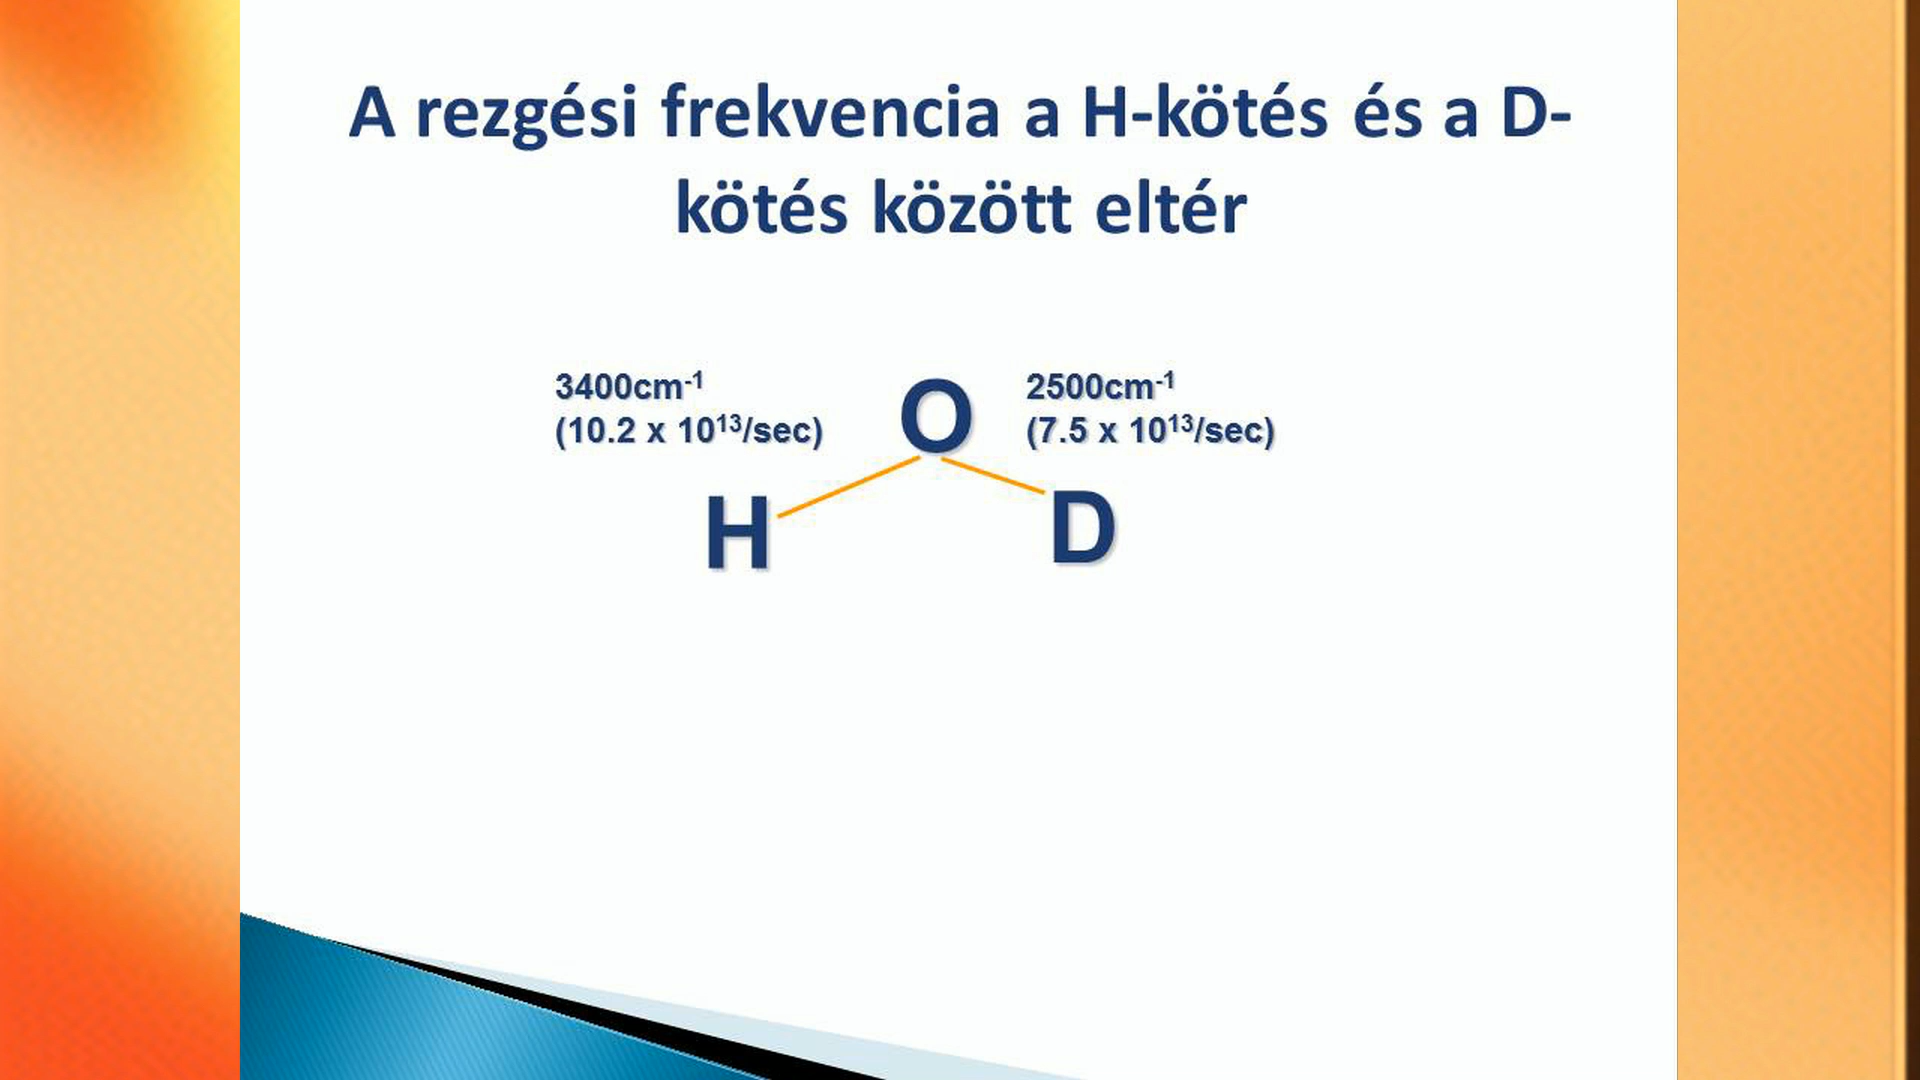 A rezgési frekvencia a H-kötés és a D-
kötés között eltér
3400cm⁻¹
(10.2 x 10¹³/sec)
O
2500cm⁻¹
(7.5 x 10¹³/sec)
H
D